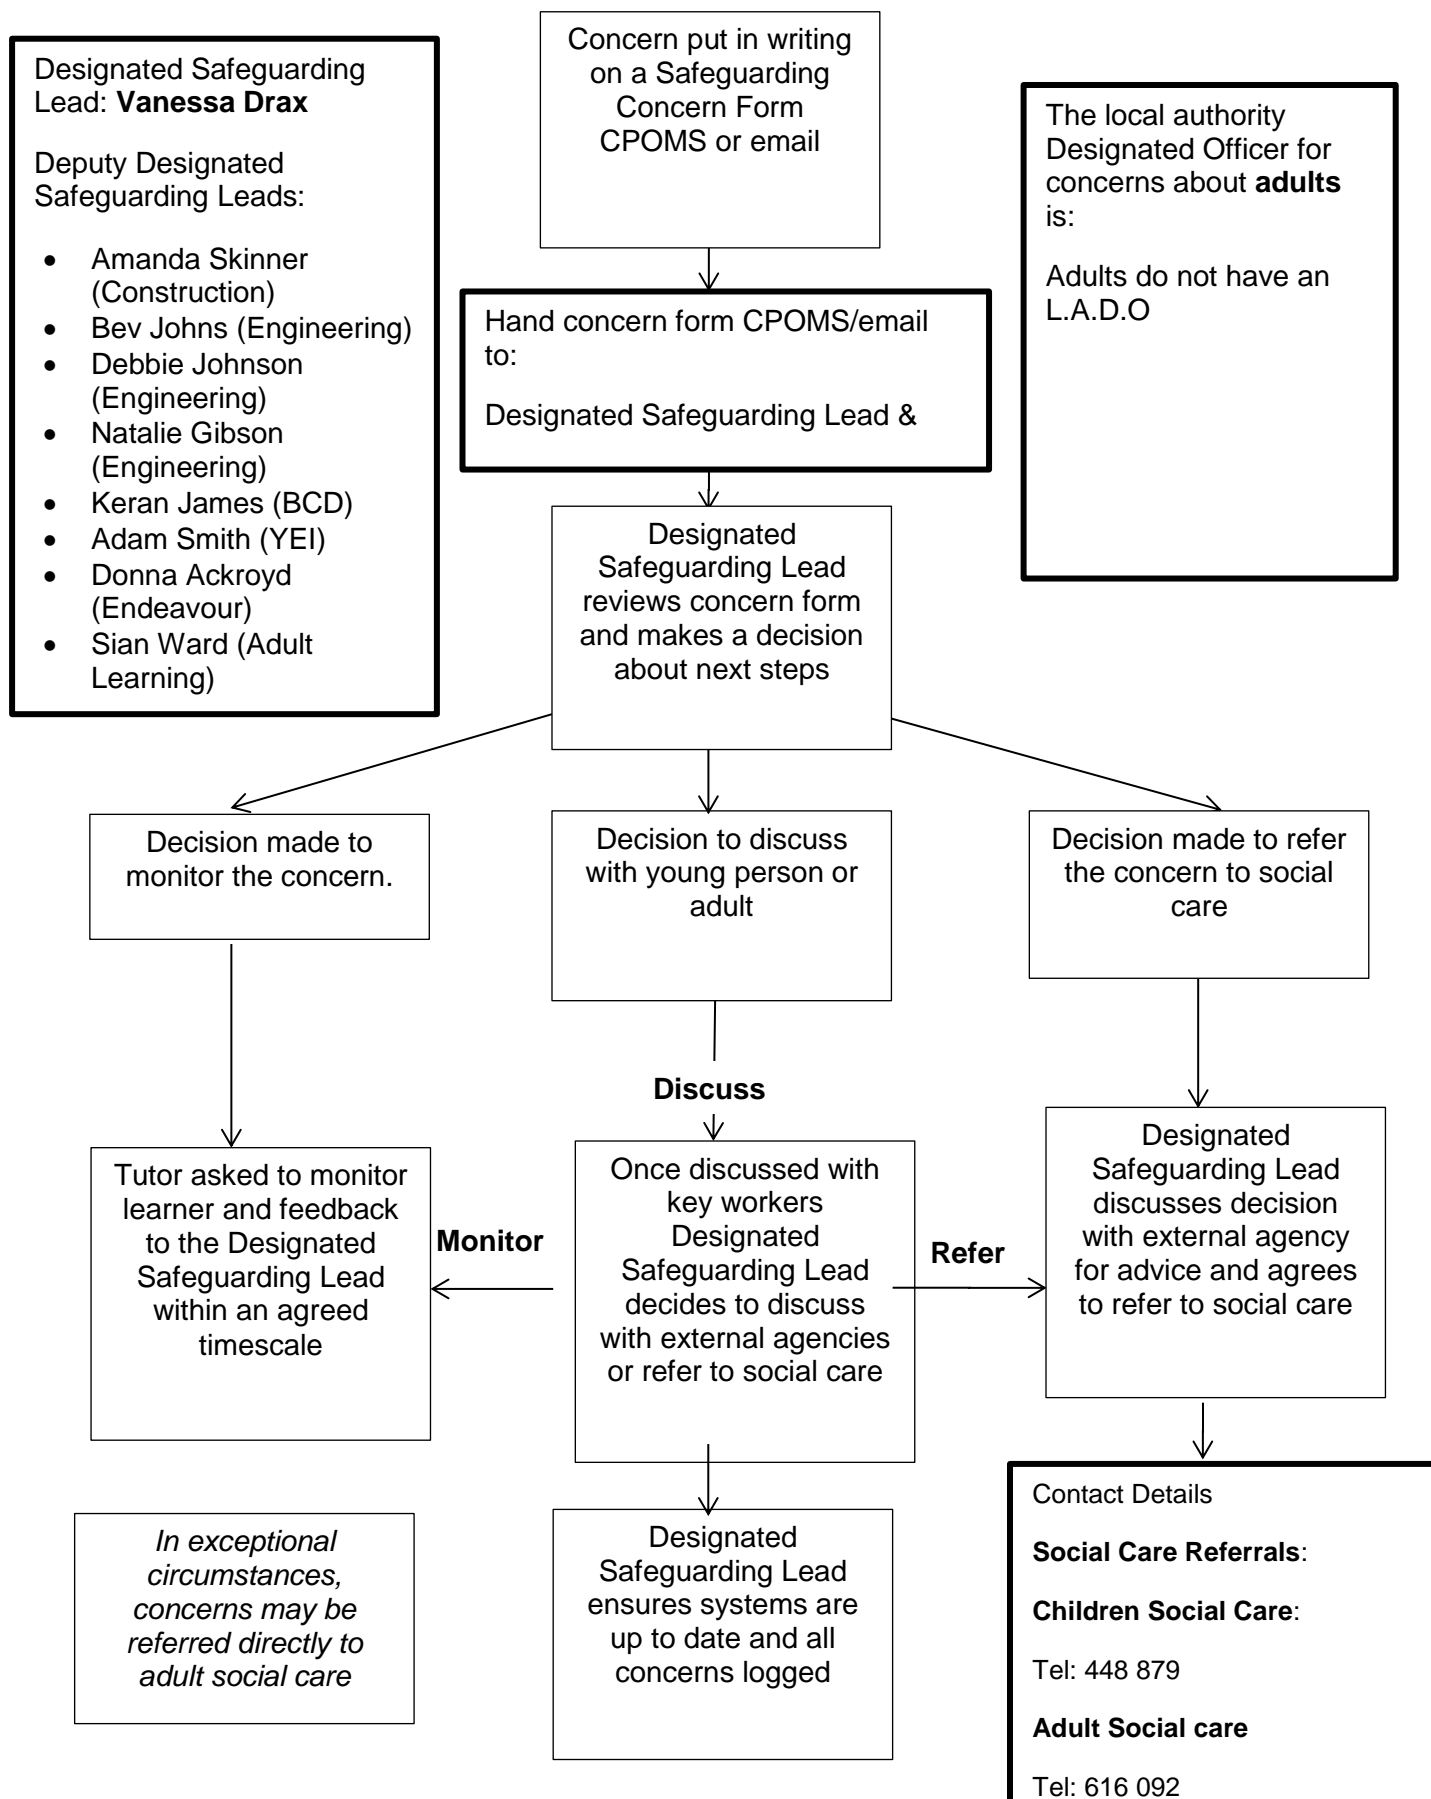 Designated Safeguarding
Lead: Vanessa Drax
Deputy Designated
Safeguarding Leads:
• Amanda Skinner
(Construction)
• Bev Johns (Engineering)
• Debbie Johnson
(Engineering)
• Natalie Gibson
(Engineering)
• Keran James (BCD)
• Adam Smith (YEI)
• Donna Ackroyd
(Endeavour)
• Sian Ward (Adult
Learning)
Concern put in writing
on a Safeguarding
Concern Form
CPOMS or email
The local authority
Designated Officer for
concerns about adults
is:
Adults do not have an
L.A.D.O
Hand concern form CPOMS/email
to:
Designated Safeguarding Lead &
Designated
Safeguarding Lead
reviews concern form
and makes a decision
about next steps
Decision made to
monitor the concern.
Decision to discuss
with young person or
adult
Decision made to refer
the concern to social
care
Discuss
Tutor asked to monitor
learner and feedback
to the Designated
Safeguarding Lead
within an agreed
timescale
Monitor
Once discussed with
key workers
Designated
Safeguarding Lead
decides to discuss
with external agencies
or refer to social care
Refer
Designated
Safeguarding Lead
discusses decision
with external agency
for advice and agrees
to refer to social care
In exceptional
circumstances,
concerns may be
referred directly to
adult social care
Designated
Safeguarding Lead
ensures systems are
up to date and all
concerns logged
Contact Details
Social Care Referrals:
Children Social Care:
Tel: 448 879
Adult Social care
Tel: 616 092